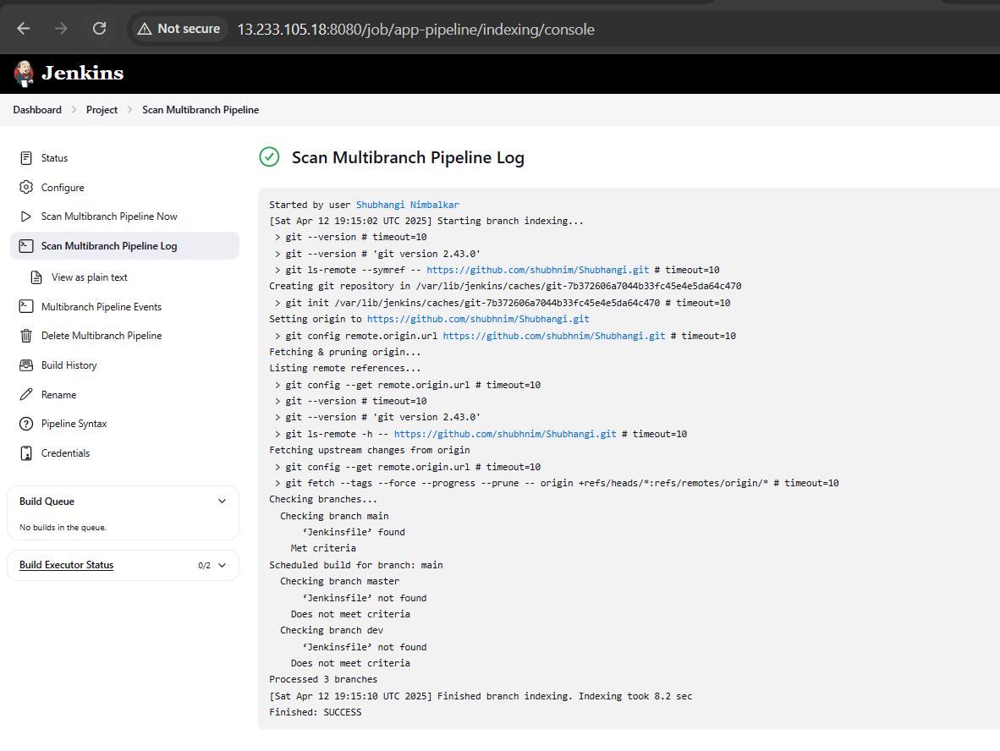 Not secure 13.233.105.18:8080/job/app-pipeline/indexing/console
Jenkins
Dashboard > Project > Scan Multibranch Pipeline
Status
Configure
Scan Multibranch Pipeline Now
Scan Multibranch Pipeline Log
View as plain text
Multibranch Pipeline Events
Delete Multibranch Pipeline
Build History
Rename
Pipeline Syntax
Credentials
Build Queue
No builds in the queue.
Build Executor Status 0/2
Scan Multibranch Pipeline Log
Started by user Shubhangi Nimbalkar
[Sat Apr 12 19:15:02 UTC 2025] Starting branch indexing...
> git --version # timeout=10
> git --version # 'git version 2.43.0'
> git ls-remote --symref -- https://github.com/shubhnim/Shubhangi.git # timeout=10
Creating git repository in /var/lib/jenkins/caches/git-7b372606a7044b33fc45e4e5da64c470
> git init /var/lib/jenkins/caches/git-7b372606a7044b33fc45e4e5da64c470 # timeout=10
Setting origin to https://github.com/shubhnim/Shubhangi.git
> git config remote.origin.url https://github.com/shubhnim/Shubhangi.git # timeout=10
Fetching & pruning origin...
Listing remote references...
> git config --get remote.origin.url # timeout=10
> git --version # timeout=10
> git --version # 'git version 2.43.0'
> git ls-remote -h -- https://github.com/shubhnim/Shubhangi.git # timeout=10
Fetching upstream changes from origin
> git config --get remote.origin.url # timeout=10
> git fetch --tags --force --progress --prune -- origin +refs/heads/*:refs/remotes/origin/* # timeout=10
Checking branches...
Checking branch main
‘Jenkinsfile’ found
Met criteria
Scheduled build for branch: main
Checking branch master
‘Jenkinsfile’ not found
Does not meet criteria
Checking branch dev
‘Jenkinsfile’ not found
Does not meet criteria
Processed 3 branches
[Sat Apr 12 19:15:10 UTC 2025] Finished branch indexing. Indexing took 8.2 sec
Finished: SUCCESS